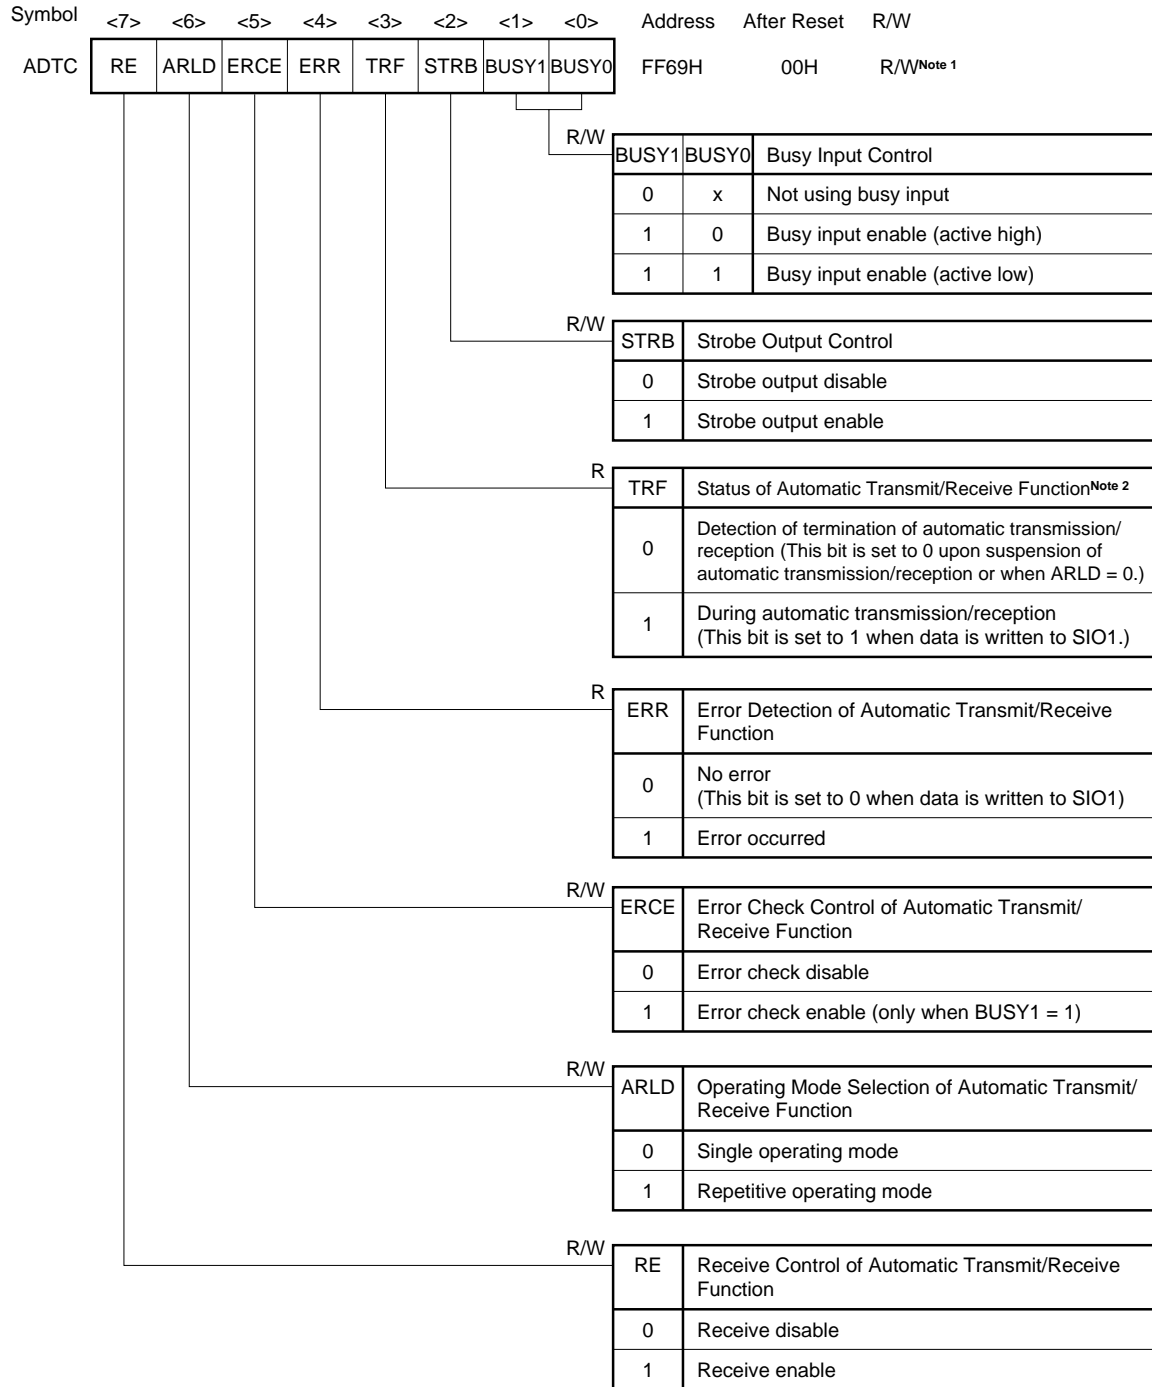 Symbol <7> <6> <5> <4> <3> <2> <1> <0> Address After Reset R/W
ADTC RE ARLD ERCE ERR TRF STRB BUSY1 BUSY0 FF69H 00H R/WNote 1
R/W
BUSY1 BUSY0 Busy Input Control
0 x Not using busy input
1 0 Busy input enable (active high)
1 1 Busy input enable (active low)
R/W
STRB Strobe Output Control
0 Strobe output disable
1 Strobe output enable
R
TRF Status of Automatic Transmit/Receive FunctionNote 2
0 Detection of termination of automatic transmission/
reception (This bit is set to 0 upon suspension of
automatic transmission/reception or when ARLD = 0.)
1 During automatic transmission/reception
(This bit is set to 1 when data is written to SIO1.)
R
ERR Error Detection of Automatic Transmit/Receive
Function
0 No error
(This bit is set to 0 when data is written to SIO1)
1 Error occurred
R/W
ERCE Error Check Control of Automatic Transmit/
Receive Function
0 Error check disable
1 Error check enable (only when BUSY1 = 1)
R/W
ARLD Operating Mode Selection of Automatic Transmit/
Receive Function
0 Single operating mode
1 Repetitive operating mode
R/W
RE Receive Control of Automatic Transmit/Receive
Function
0 Receive disable
1 Receive enable